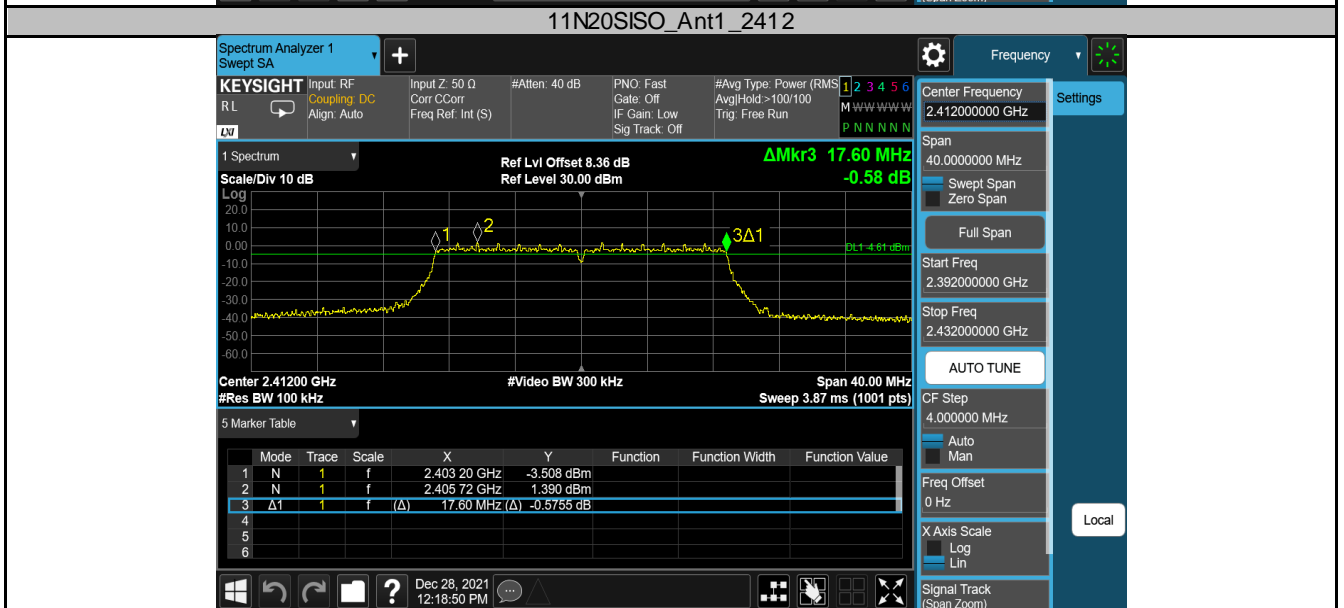 (Span Zoom)
11N20SISO_Ant1_2412
Spectrum Analyzer 1
Swept SA
+
Frequency
KEYSIGHT
RL
LXI
Input: RF
Coupling: DC
Align: Auto
Input Z: 50 Ω
Corr CCorr
Freq Ref: Int (S)
#Atten: 40 dB
PNO: Fast
Gate: Off
IF Gain: Low
Sig Track: Off
#Avg Type: Power (RMS
Avg|Hold:>100/100
Trig: Free Run
1 2 3 4 5 6
M W W W W W
P N N N N N
Settings
Center Frequency
2.412000000 GHz
Span
40.0000000 MHz
Swept Span
Zero Span
Full Span
Start Freq
2.392000000 GHz
Stop Freq
2.432000000 GHz
AUTO TUNE
CF Step
4.000000 MHz
Auto
Man
Freq Offset
0 Hz
X Axis Scale
Log
Lin
Signal Track
(Span Zoom)
Local
1 Spectrum
Scale/Div 10 dB
Ref Lvl Offset 8.36 dB
Ref Level 30.00 dBm
ΔMkr3 17.60 MHz
-0.58 dB
Log
20.0
10.0
0.00
-10.0
-20.0
-30.0
-40.0
-50.0
-60.0
1
2
3Δ1
DL1 -4.61 dBm
Center 2.41200 GHz
#Res BW 100 kHz
#Video BW 300 kHz
Span 40.00 MHz
Sweep 3.87 ms (1001 pts)
5 Marker Table
Mode Trace Scale X Y Function Function Width Function Value
1 N 1 f 2.403 20 GHz -3.508 dBm
2 N 1 f 2.405 72 GHz 1.390 dBm
3 Δ1 1 f (Δ) 17.60 MHz (Δ) -0.5755 dB
4
5
6
?
Dec 28, 2021
12:18:50 PM